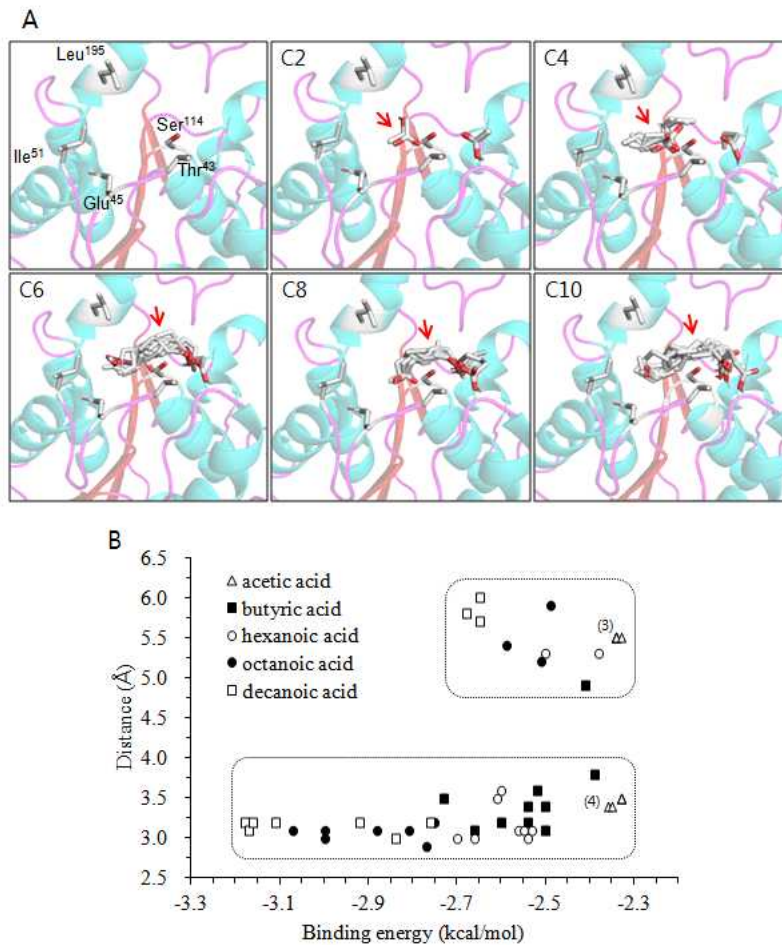 A
C2
C4
Leu195
Ser114
Ile51
Thr43
Glu45
C6
C8
C10
B
6.5
6.0
5.5
5.0
4.5
4.0
3.5
3.0
2.5
Distance (Å)
acetic acid
butyric acid
hexanoic acid
octanoic acid
decanoic acid
(3)
(4)
-3.3 -3.1 -2.9 -2.7 -2.5 -2.3
Binding energy (kcal/mol)